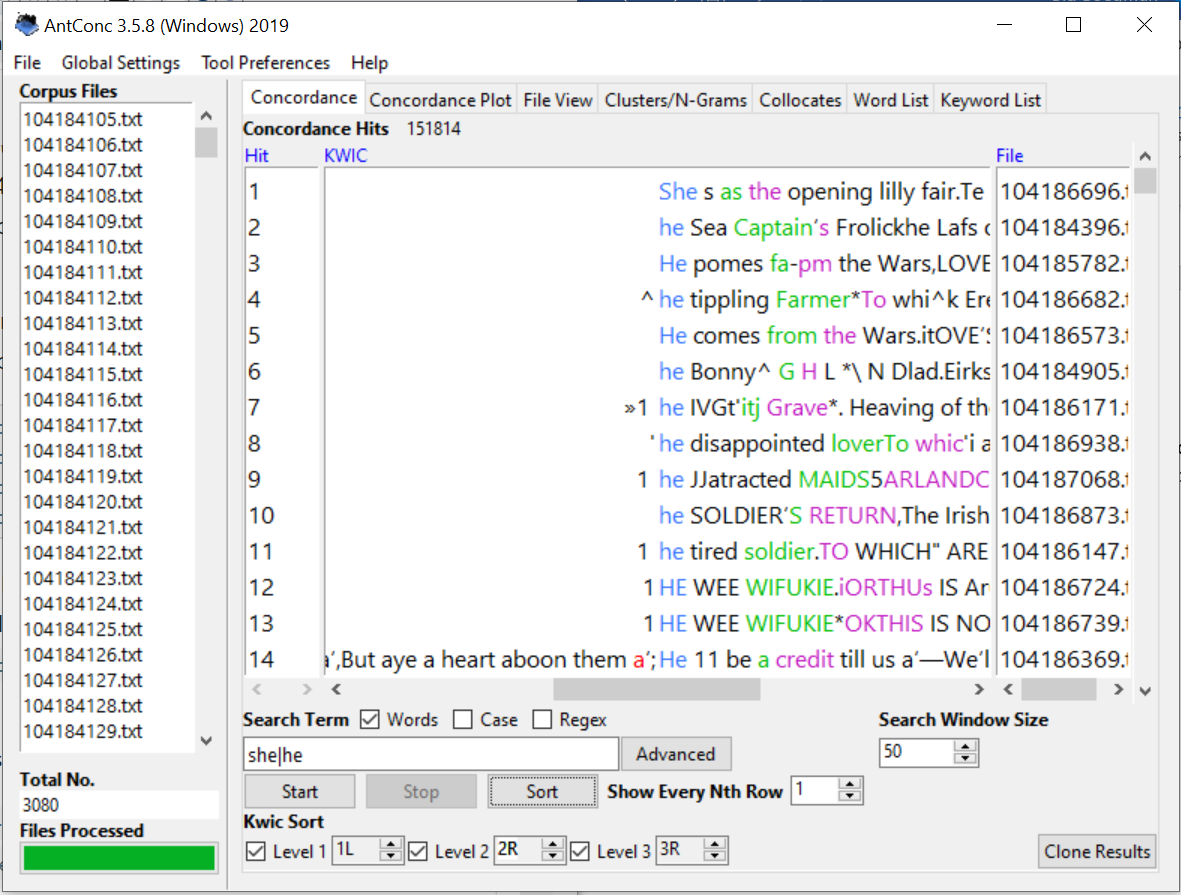 AntConc 3.5.8 (Windows) 2019
File Global Settings Tool Preferences Help
Corpus Files
104184105.txt
104184106.txt
104184107.txt
104184108.txt
104184109.txt
104184110.txt
104184111.txt
104184112.txt
104184113.txt
104184114.txt
104184115.txt
104184116.txt
104184117.txt
104184118.txt
104184119.txt
104184120.txt
104184121.txt
104184122.txt
104184123.txt
104184124.txt
104184125.txt
104184126.txt
104184127.txt
104184128.txt
104184129.txt
Total No.
3080
Files Processed
Concordance Concordance Plot File View Clusters/N-Grams Collocates Word List Keyword List
Concordance Hits 151814
Hit KWIC File
1 She s as the opening lilly fair.Te 104186696.t
2 he Sea Captain's Frolickhe Lafs 104184396.t
3 He pomes fa-pm the Wars,LOVE 104185782.t
4 ^ he tippling Farmer*To whi^k Ere 104186682.t
5 He comes from the Wars.itOVE'S 104186573.t
6 he Bonny^ G H L *\ N Dlad.Eirks 104184905.t
7 »1 he IVGt'itj Grave*. Heaving of the 104186171.t
8 ' he disappointed loverTo whic'i a 104186938.t
9 1 he JJatracted MAIDS5ARLANDC 104187068.t
10 he SOLDIER'S RETURN,The Irish 104186873.t
11 1 he tired soldier.TO WHICH" ARE 104186147.t
12 1 HE WEE WIFUKIE.iORTHUs IS An 104186724.t
13 1 HE WEE WIFUKIE*OKTHIS IS NO 104186739.t
14 a',But aye a heart aboon them a'; He 11 be a credit till us a'—We'l 104186369.t
Search Term Words Case Regex Search Window Size
she|he Advanced 50
Start Stop Sort Show Every Nth Row 1
Kwic Sort
Level 1 1L Level 2 2R Level 3 3R Clone Results